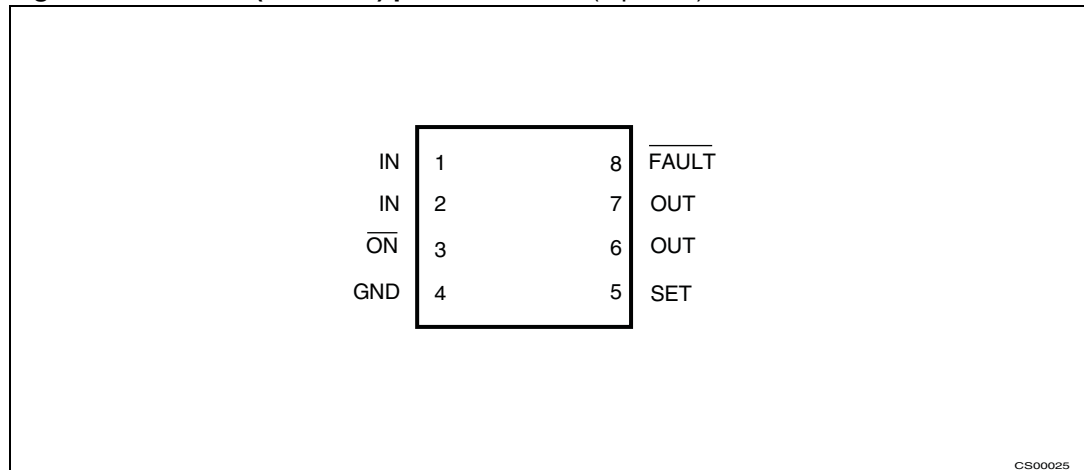 IN 1 8 FAULT
IN 2 7 OUT
ON 3 6 OUT
GND 4 5 SET
CS00025